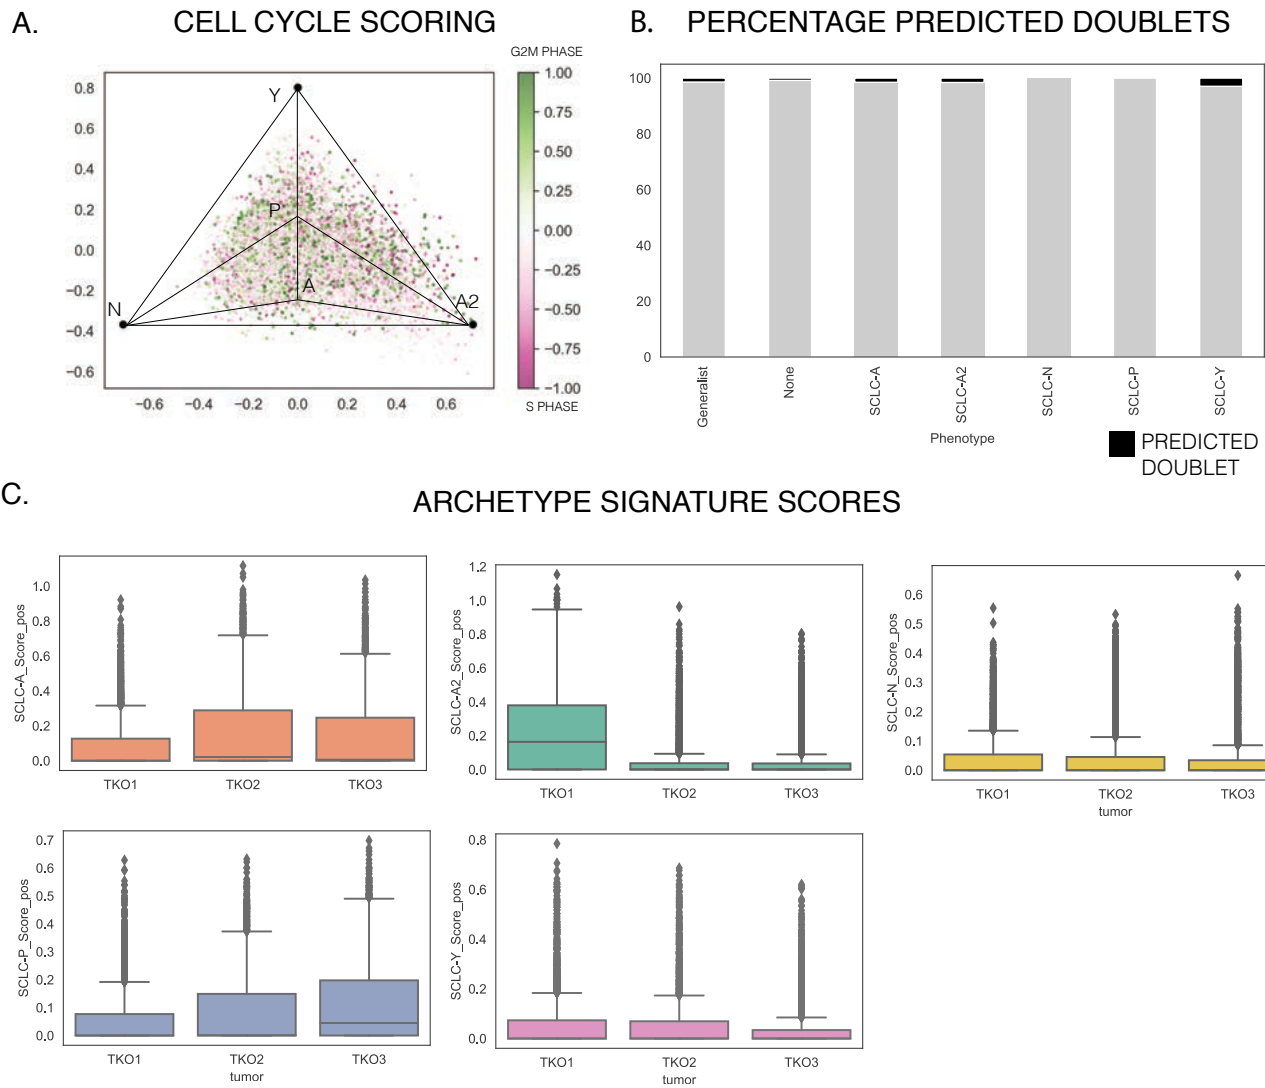 A.
CELL CYCLE SCORING
G2M PHASE
0.8
0.6
0.4
0.2
0.0
−0.2
−0.4
−0.6
Y
P
A
N
A2
−0.6 −0.4 −0.2 0.0 0.2 0.4 0.6
1.00
0.75
0.50
0.25
0.00
−0.25
−0.50
−0.75
−1.00
S PHASE
B.
PERCENTAGE PREDICTED DOUBLETS
100
80
60
40
20
0
Generalist
None
SCLC-A
SCLC-A2
SCLC-N
SCLC-P
SCLC-Y
Phenotype
PREDICTED
DOUBLET
C.
ARCHETYPE SIGNATURE SCORES
SCLC-A_Score_pos
1.0
0.8
0.6
0.4
0.2
0.0
TKO1 TKO2 TKO3
SCLC-A2_Score_pos
1.2
1.0
0.8
0.6
0.4
0.2
0.0
TKO1 TKO2 TKO3
SCLC-N_Score_pos
0.6
0.5
0.4
0.3
0.2
0.1
0.0
TKO1 TKO2 TKO3
tumor
SCLC-P_Score_pos
0.7
0.6
0.5
0.4
0.3
0.2
0.1
0.0
TKO1 TKO2 TKO3
tumor
SCLC-Y_Score_pos
0.8
0.6
0.4
0.2
0.0
TKO1 TKO2 TKO3
tumor